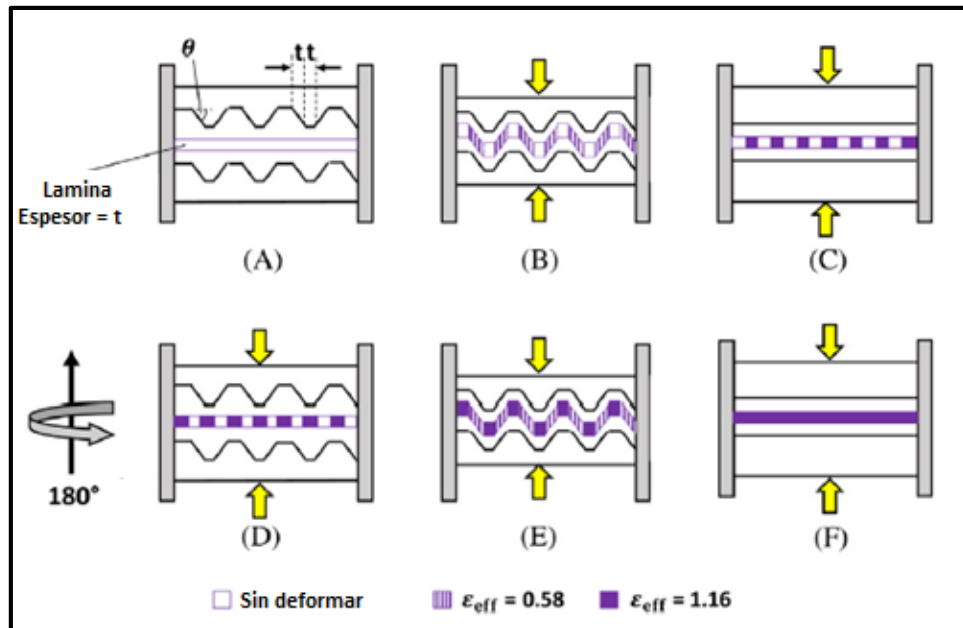 θ
t t
Lamina
Espesor = t
(A)
(B)
(C)
180°
(D)
(E)
(F)
Sin deformar
εeff = 0.58
εeff = 1.16